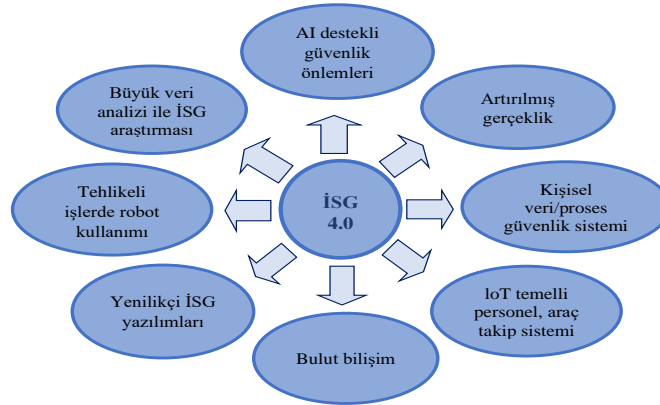 AI destekli
güvenlik
önlemleri
Büyük veri
analizi ile İSG
araştırması
Artırılmış
gerçeklik
Tehlikeli
işlerde robot
kullanımı
İSG
4.0
Kişisel
veri/proses
güvenlik sistemi
Yenilikçi İSG
yazılımları
loT temelli
personel, araç
takip sistemi
Bulut bilişim